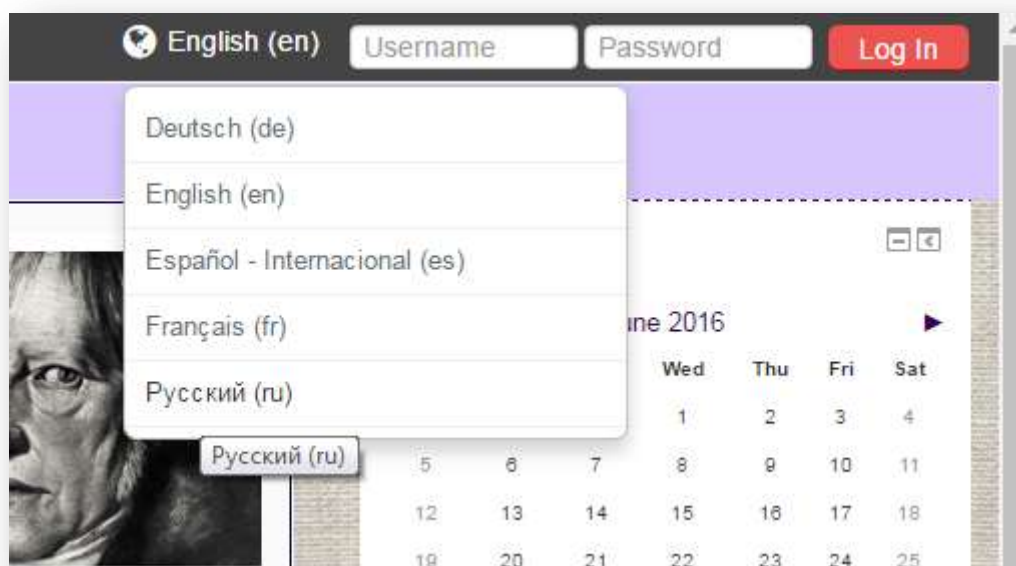 English (en) Username Password Log In
Deutsch (de)
English (en)
Español - Internacional (es)
Français (fr)
Русский (ru)
Русский (ru)
2016
Wed Thu Fri Sat
1 2 3 4
5 6 7 8 9 10 11
12 13 14 15 16 17 18
19 20 21 22 23 24 25